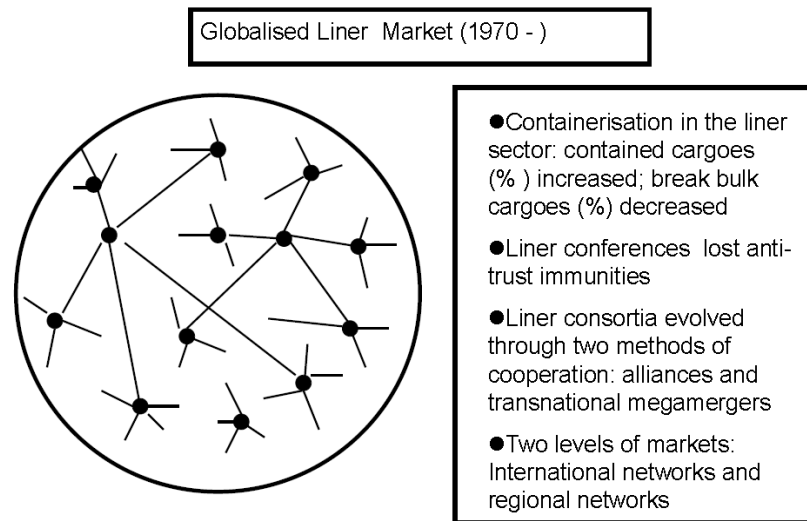 Globalised Liner Market (1970 - )
●Containerisation in the liner
sector: contained cargoes
(% ) increased; break bulk
cargoes (%) decreased
●Liner conferences lost anti-
trust immunities
●Liner consortia evolved
through two methods of
cooperation: alliances and
transnational megamergers
●Two levels of markets:
International networks and
regional networks